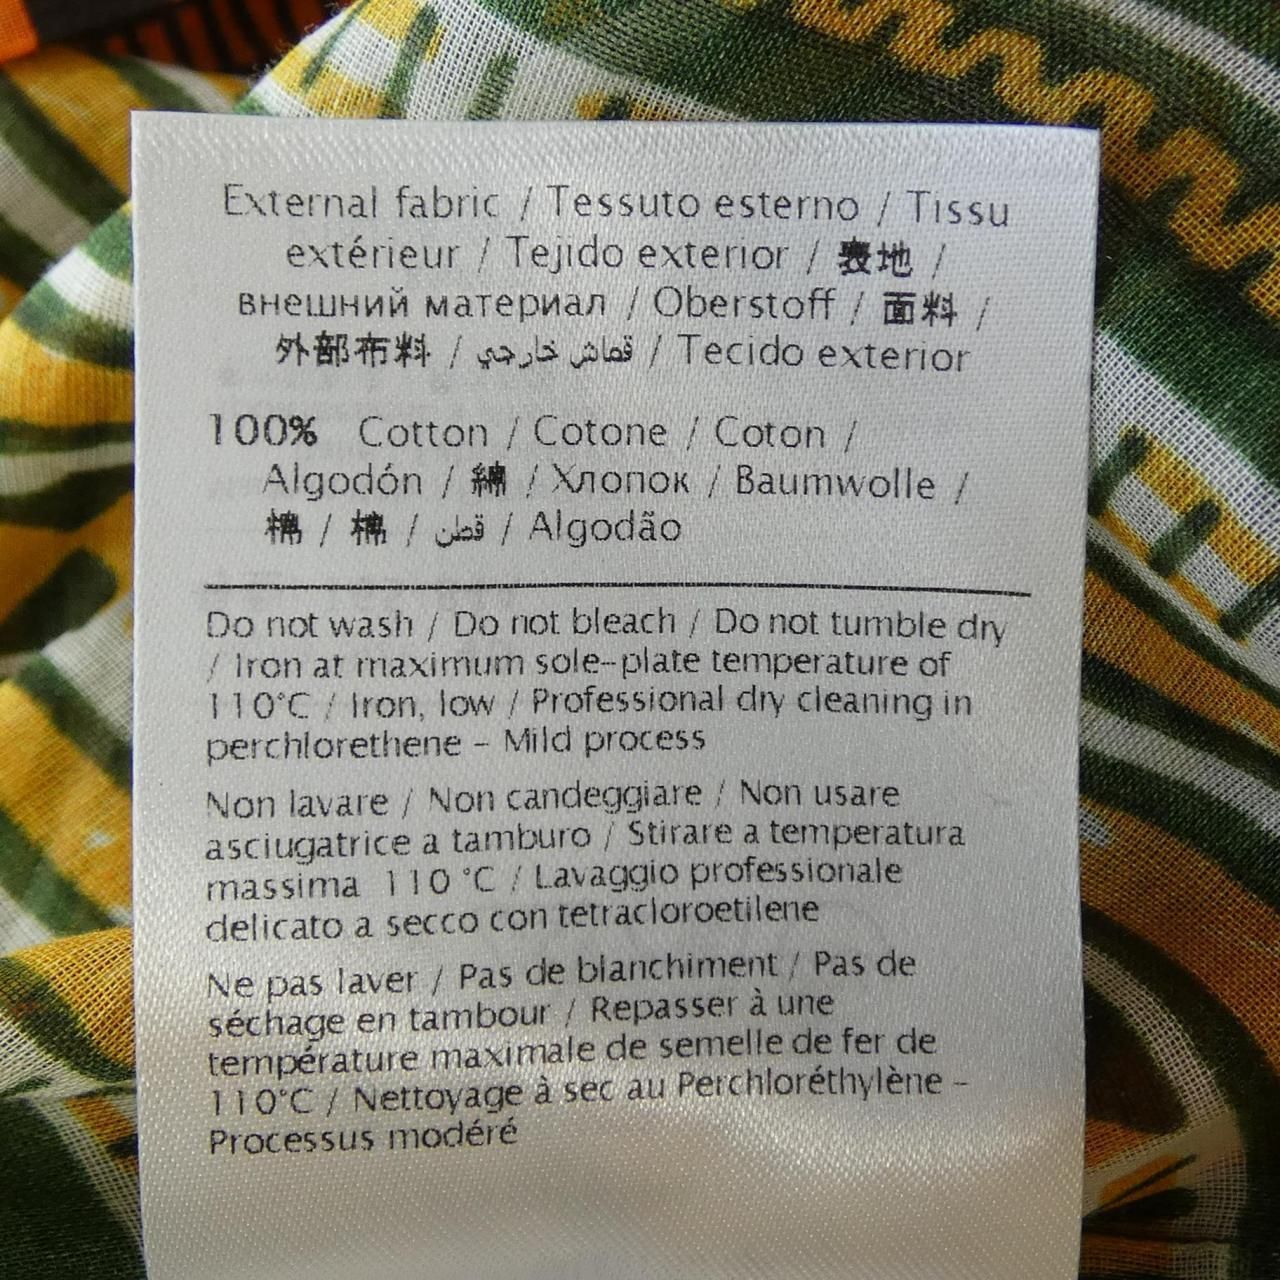 External fabric / Tessuto esterno / Tissu
extérieur / Tejido exterior / 表地 /
внешний материал / Oberstoff / 面料 /
外部布料 / قماش خارجي / Tecido exterior
100% Cotton / Cotone / Coton /
Algodón / 綿 / Хлопок / Baumwolle /
棉 / 棉 / قطن / Algodão
Do not wash / Do not bleach / Do not tumble dry
/ Iron at maximum sole-plate temperature of
110°C / Iron, low / Professional dry cleaning in
perchlorethene - Mild process
Non lavare / Non candeggiare / Non usare
asciugatrice a tamburo / Stirare a temperatura
massima 110 °C / Lavaggio professionale
delicato a secco con tetracloroetilene
Ne pas laver / Pas de blanchiment / Pas de
séchage en tambour / Repasser à une
température maximale de semelle de fer de
110°C / Nettoyage à sec au Perchloréthylène -
Processus modéré